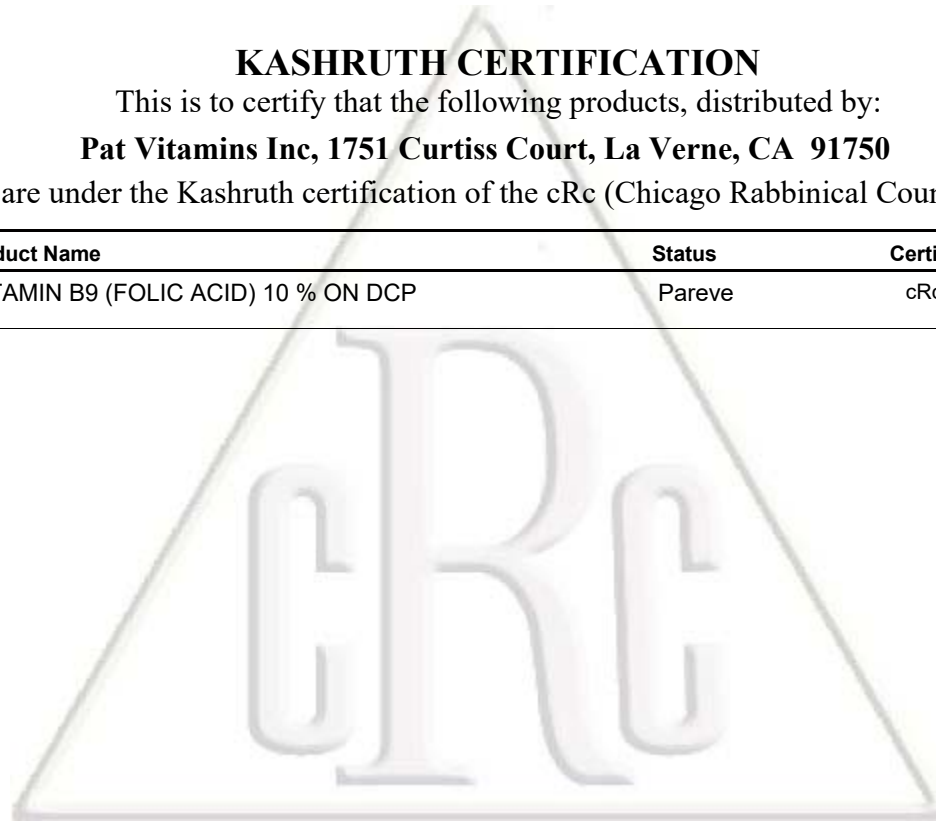 KASHRUTH CERTIFICATION
This is to certify that the following products, distributed by:
Pat Vitamins Inc, 1751 Curtiss Court, La Verne, CA 91750
are under the Kashruth certification of the cRc (Chicago Rabbinical Coun
duct Name Status Certi
TAMIN B9 (FOLIC ACID) 10 % ON DCP Pareve cRc
cRc